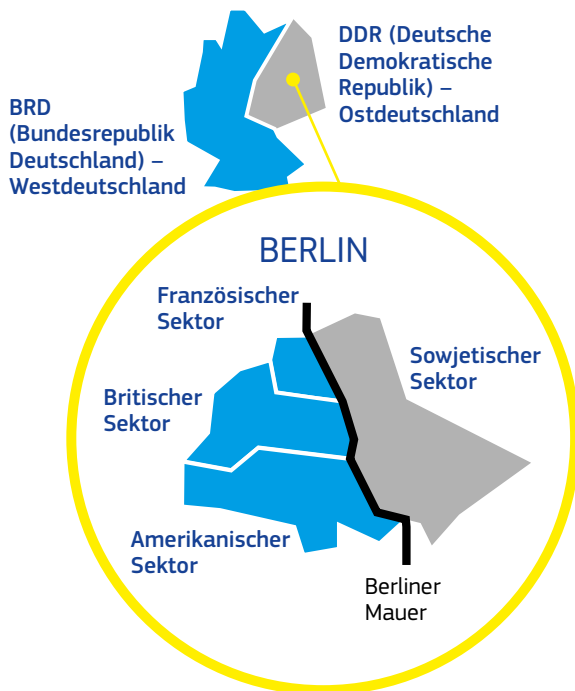 DDR (Deutsche
Demokratische
Republik) –
Ostdeutschland
BRD
(Bundesrepublik
Deutschland) –
Westdeutschland
BERLIN
Französischer
Sektor
Sowjetischer
Sektor
Britischer
Sektor
Amerikanischer
Sektor
Berliner
Mauer